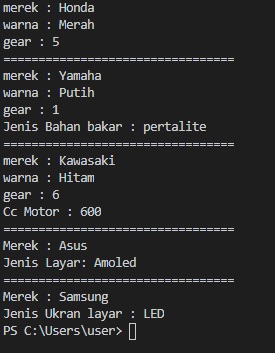 merek : Honda
warna : Merah
gear : 5
==================================
merek : Yamaha
warna : Putih
gear : 1
Jenis Bahan bakar : pertalite
==================================
merek : Kawasaki
warna : Hitam
gear : 6
Cc Motor : 600
==================================
Merek : Asus
Jenis Layar: Amoled
==================================
Merek : Samsung
Jenis Ukran layar : LED
PS C:\Users\user>